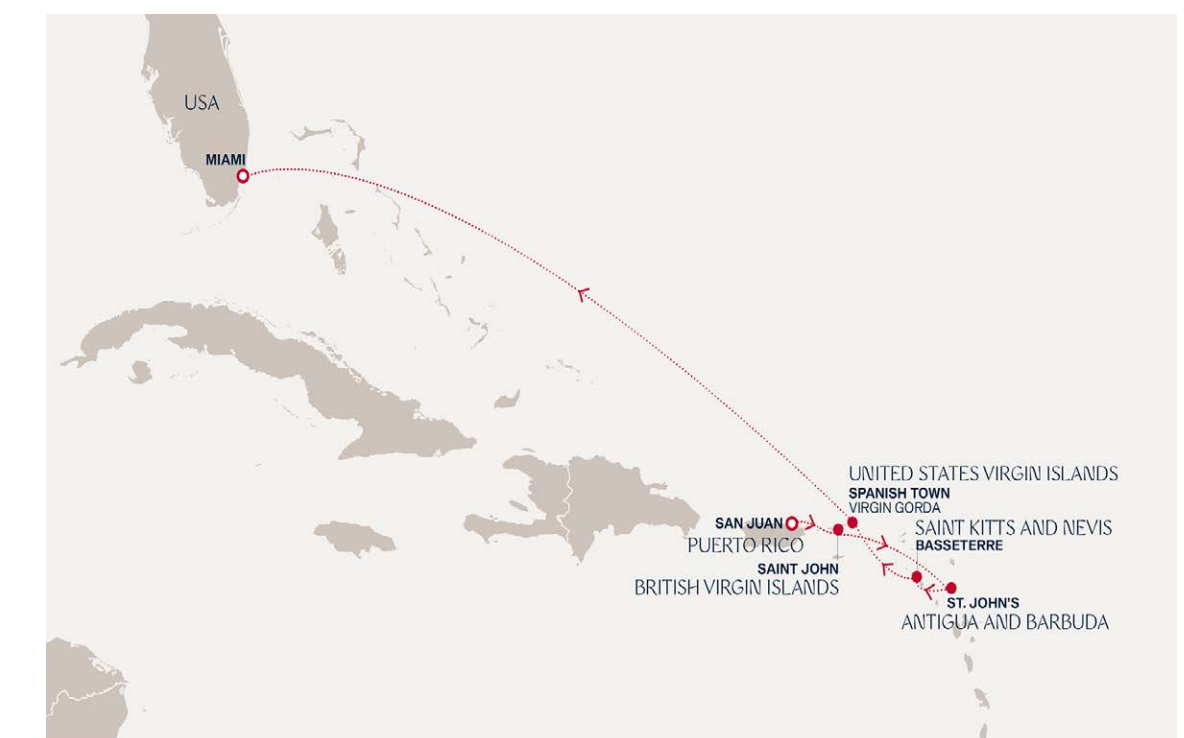 USA
MIAMI
UNITED STATES VIRGIN ISLANDS
SPANISH TOWN
VIRGIN GORDA
SAN JUAN
PUERTO RICO
SAINT KITTS AND NEVIS
BASSETERRE
SAINT JOHN
BRITISH VIRGIN ISLANDS
ST. JOHN'S
ANTIGUA AND BARBUDA